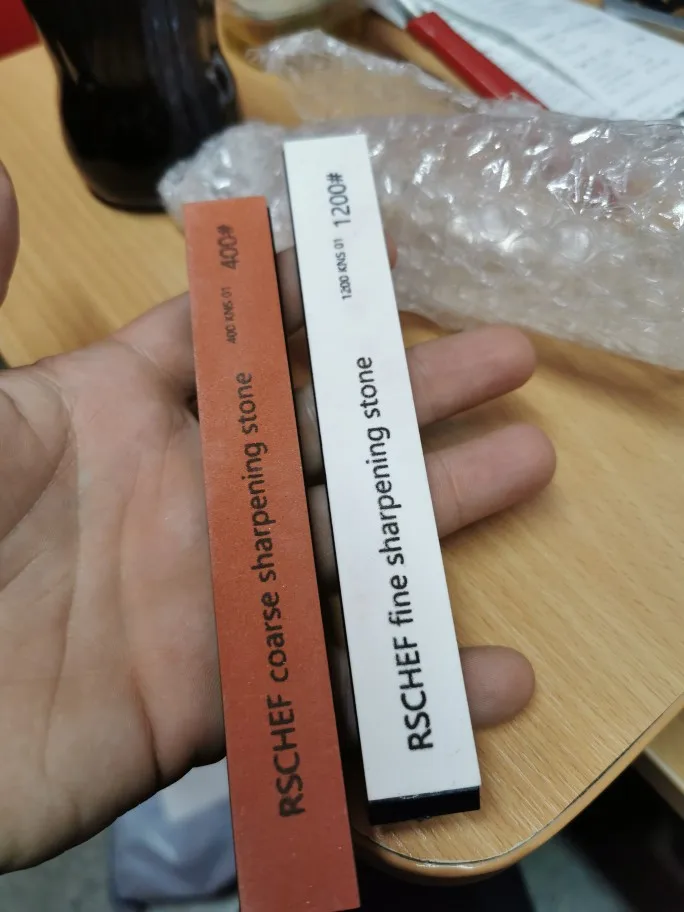 RSCHEF coarse sharpening stone 400 KNS 01 400#
RSCHEF fine sharpening stone 1200 KNS 01 1200#